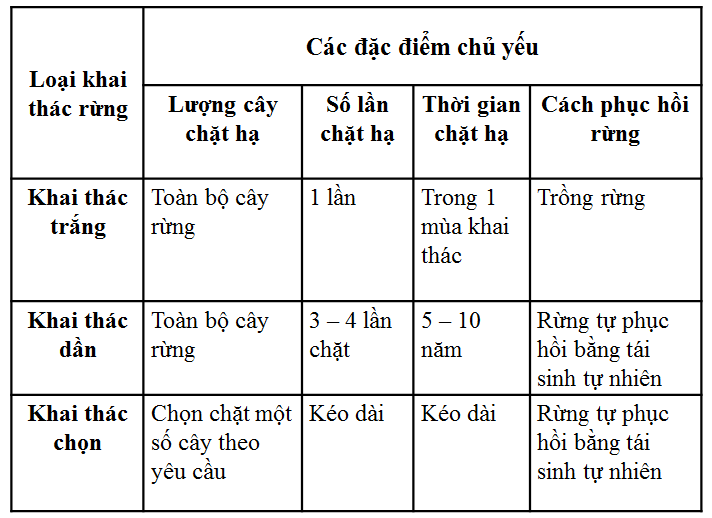 Loại khai
thác rừng
Các đặc điểm chủ yếu
Lượng cây
chặt hạ
Số lần
chặt hạ
Thời gian
chặt hạ
Cách phục hồi
rừng
Khai thác
trắng
Toàn bộ cây
rừng
1 lần
Trong 1
mùa khai
thác
Trồng rừng
Khai thác
dần
Toàn bộ cây
rừng
3 – 4 lần
chặt
5 – 10
năm
Rừng tự phục
hồi bằng tái
sinh tự nhiên
Khai thác
chọn
Chọn chặt một
số cây theo
yêu cầu
Kéo dài
Kéo dài
Rừng tự phục
hồi bằng tái
sinh tự nhiên